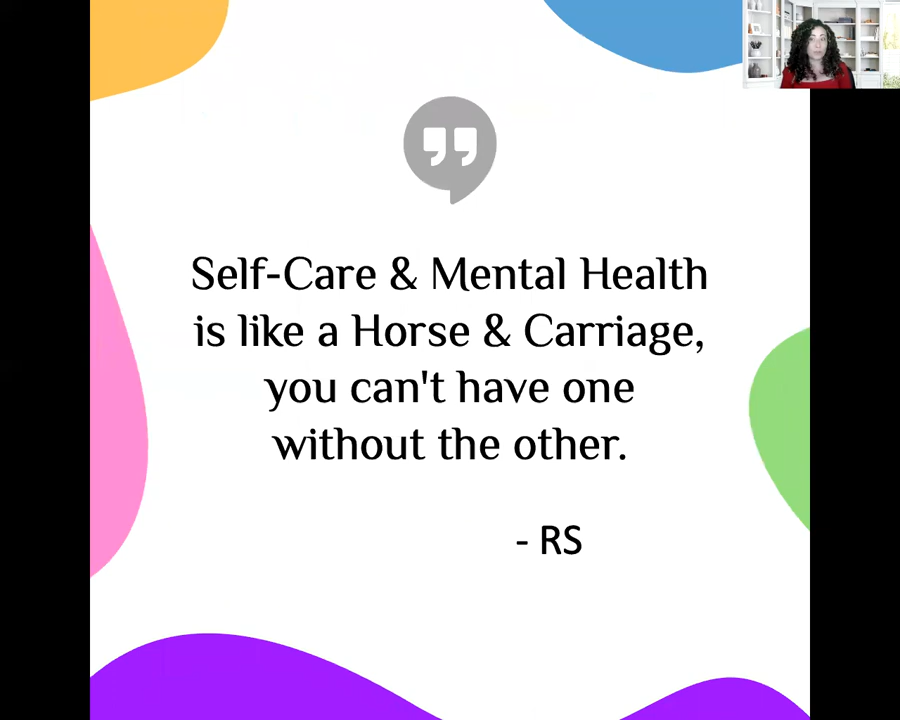 Self-Care & Mental Health
is like a Horse & Carriage,
you can't have one
without the other.
- RS